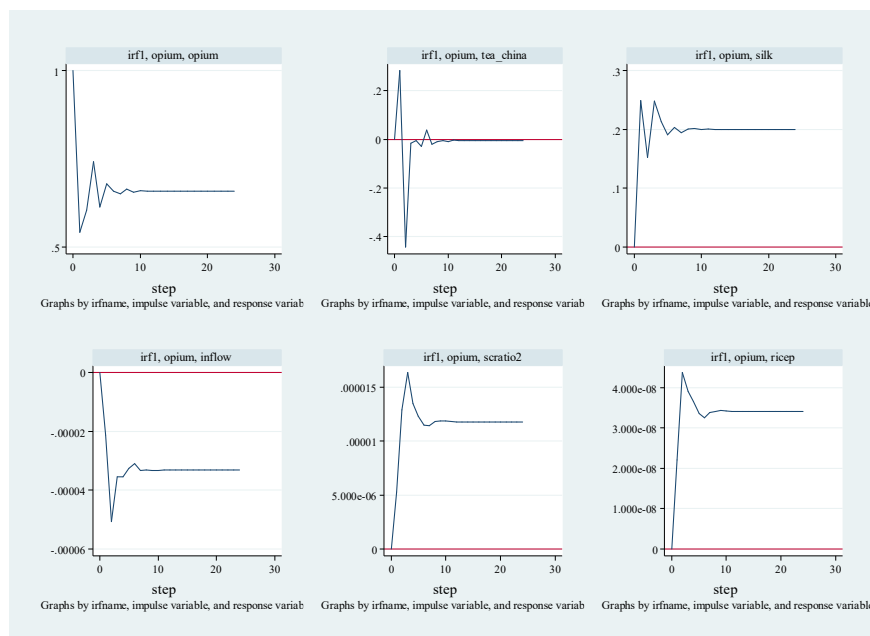 irf1, opium, opium
1
.5
0 10 20 30
step
Graphs by irfname, impulse variable, and response variab
irf1, opium, tea_china
.2
0
-.2
-.4
0 10 20 30
step
Graphs by irfname, impulse variable, and response variab
irf1, opium, silk
.3
.2
.1
0
0 10 20 30
step
Graphs by irfname, impulse variable, and response variable
irf1, opium, inflow
0
-.00002
-.00004
-.00006
0 10 20 30
step
Graphs by irfname, impulse variable, and response variab
irf1, opium, scratio2
.000015
.00001
5.000e-06
0
0 10 20 30
step
Graphs by irfname, impulse variable, and response variab
irf1, opium, ricep
4.000e-08
3.000e-08
2.000e-08
1.000e-08
0
0 10 20 30
step
Graphs by irfname, impulse variable, and response variable